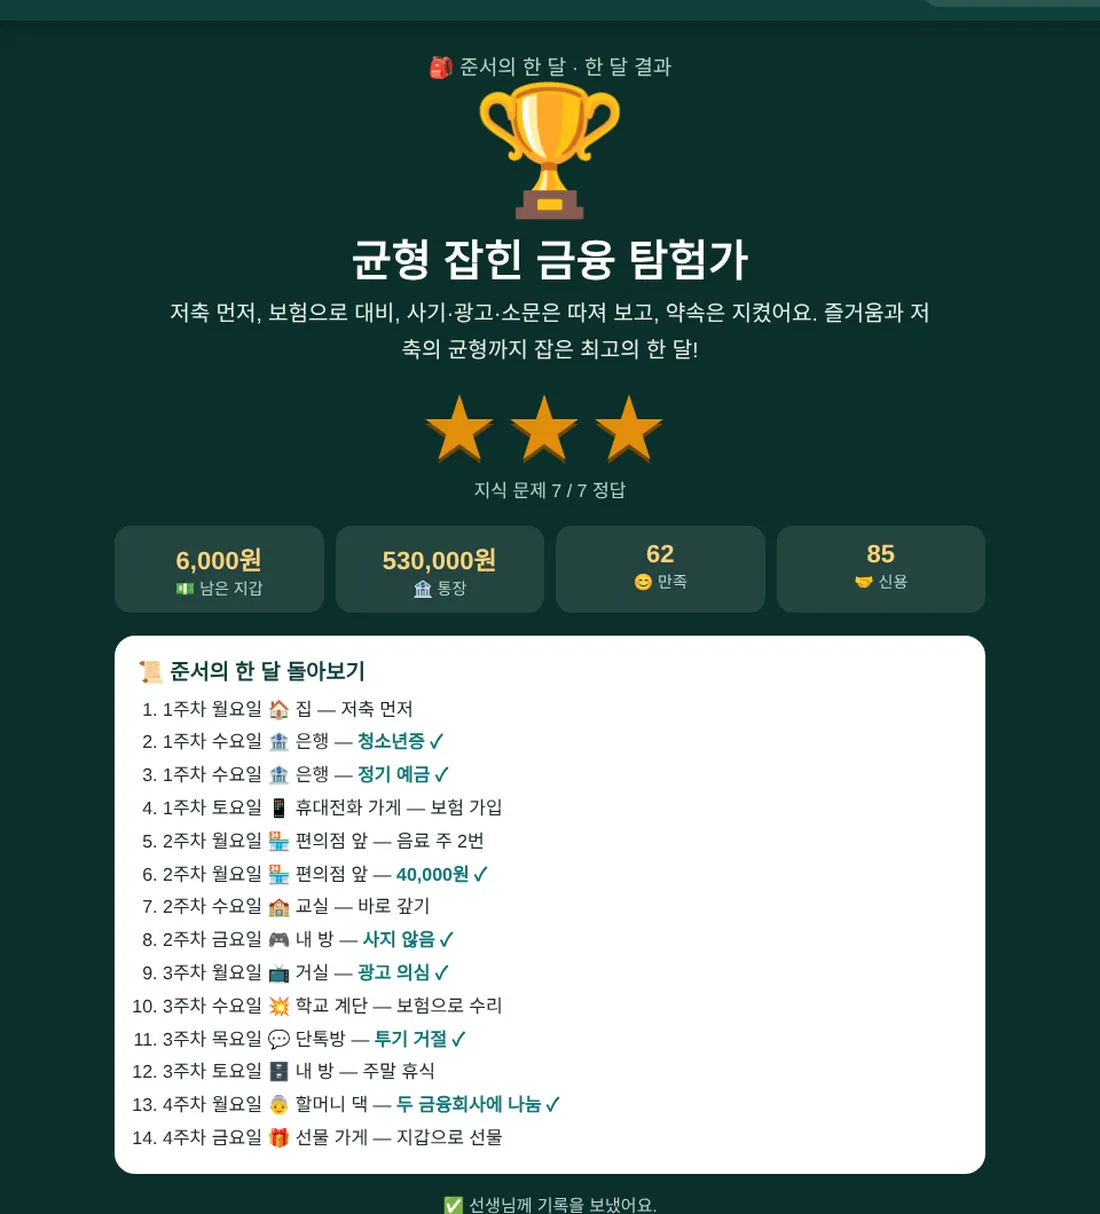 🎒 준서의 한 달 · 한 달 결과
균형 잡힌 금융 탐험가
저축 먼저, 보험으로 대비, 사기·광고·소문은 따져 보고, 약속은 지켰어요. 즐거움과 저
축의 균형까지 잡은 최고의 한 달!
★ ★ ★
지식 문제 7 / 7 정답
6,000원
💵 남은 지갑
530,000원
🏦 통장
62
😊 만족
85
🤝 신용
📜 준서의 한 달 돌아보기
1. 1주차 월요일 🏠 집 — 저축 먼저
2. 1주차 수요일 🏦 은행 — 청소년증 ✓
3. 1주차 수요일 🏦 은행 — 정기 예금 ✓
4. 1주차 토요일 📱 휴대전화 가게 — 보험 가입
5. 2주차 월요일 🏪 편의점 앞 — 음료 주 2번
6. 2주차 월요일 🏪 편의점 앞 — 40,000원 ✓
7. 2주차 수요일 🏫 교실 — 바로 갚기
8. 2주차 금요일 🎮 내 방 — 사지 않음 ✓
9. 3주차 월요일 📺 거실 — 광고 의심 ✓
10. 3주차 수요일 💥 학교 계단 — 보험으로 수리
11. 3주차 목요일 💬 단톡방 — 투기 거절 ✓
12. 3주차 토요일 🗄️ 내 방 — 주말 휴식
13. 4주차 월요일 👵 할머니 댁 — 두 금융회사에 나눔 ✓
14. 4주차 금요일 🎁 선물 가게 — 지갑으로 선물
✅ 선생님께 기록을 보냈어요.